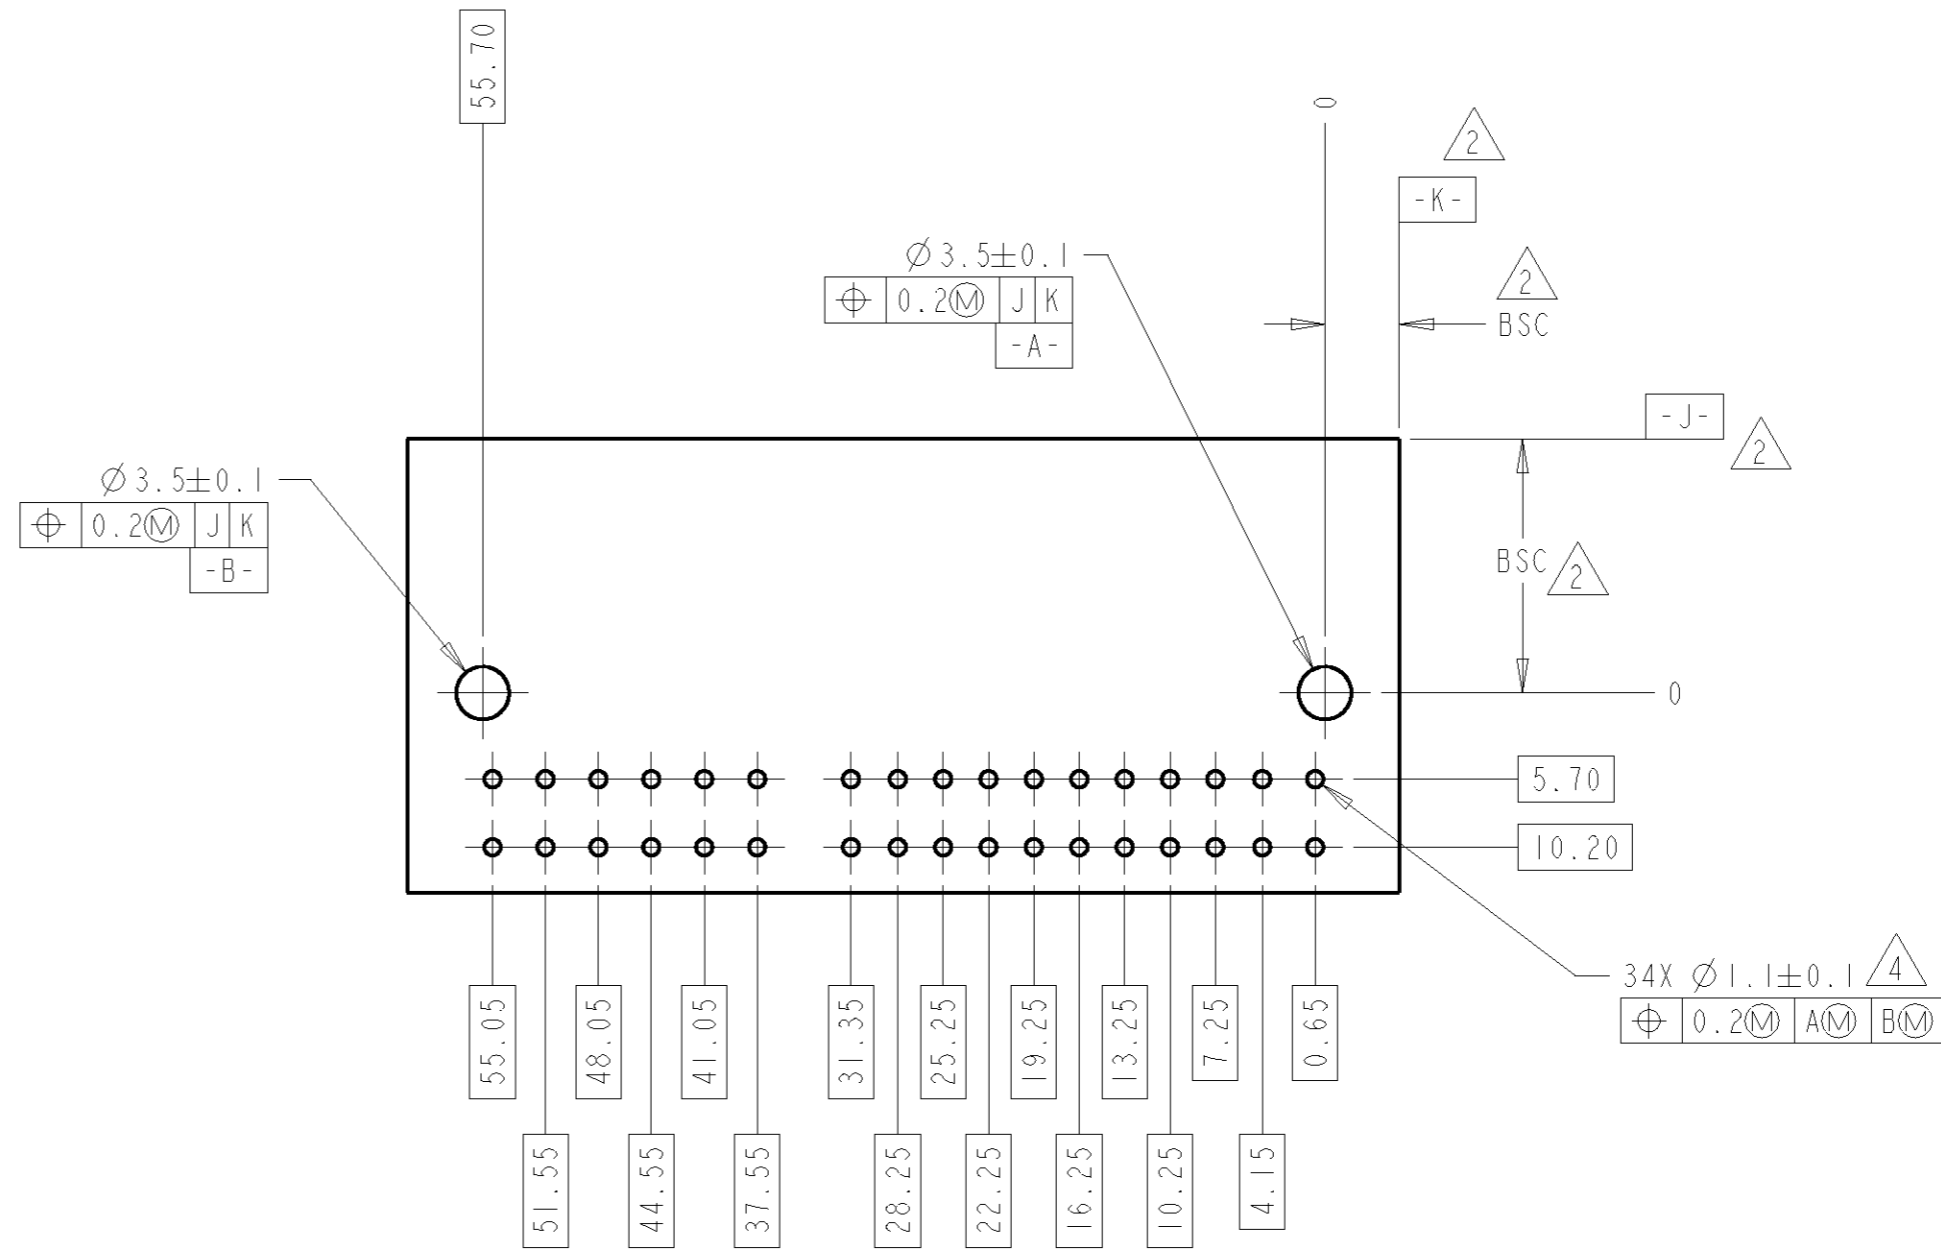 55.70
0
2
-K-
Ø3.5±0.1
⌖ 0.2Ⓜ J K
-A-
2
BSC
-J-
2
Ø3.5±0.1
⌖ 0.2Ⓜ J K
-B-
BSC 2
0
5.70
10.20
34X Ø1.1±0.1 4
⌖ 0.2Ⓜ AⓂ BⓂ
55.05
48.05
41.05
31.35
25.25
19.25
13.25
7.25
0.65
51.55
44.55
37.55
28.25
22.25
16.25
10.25
4.15